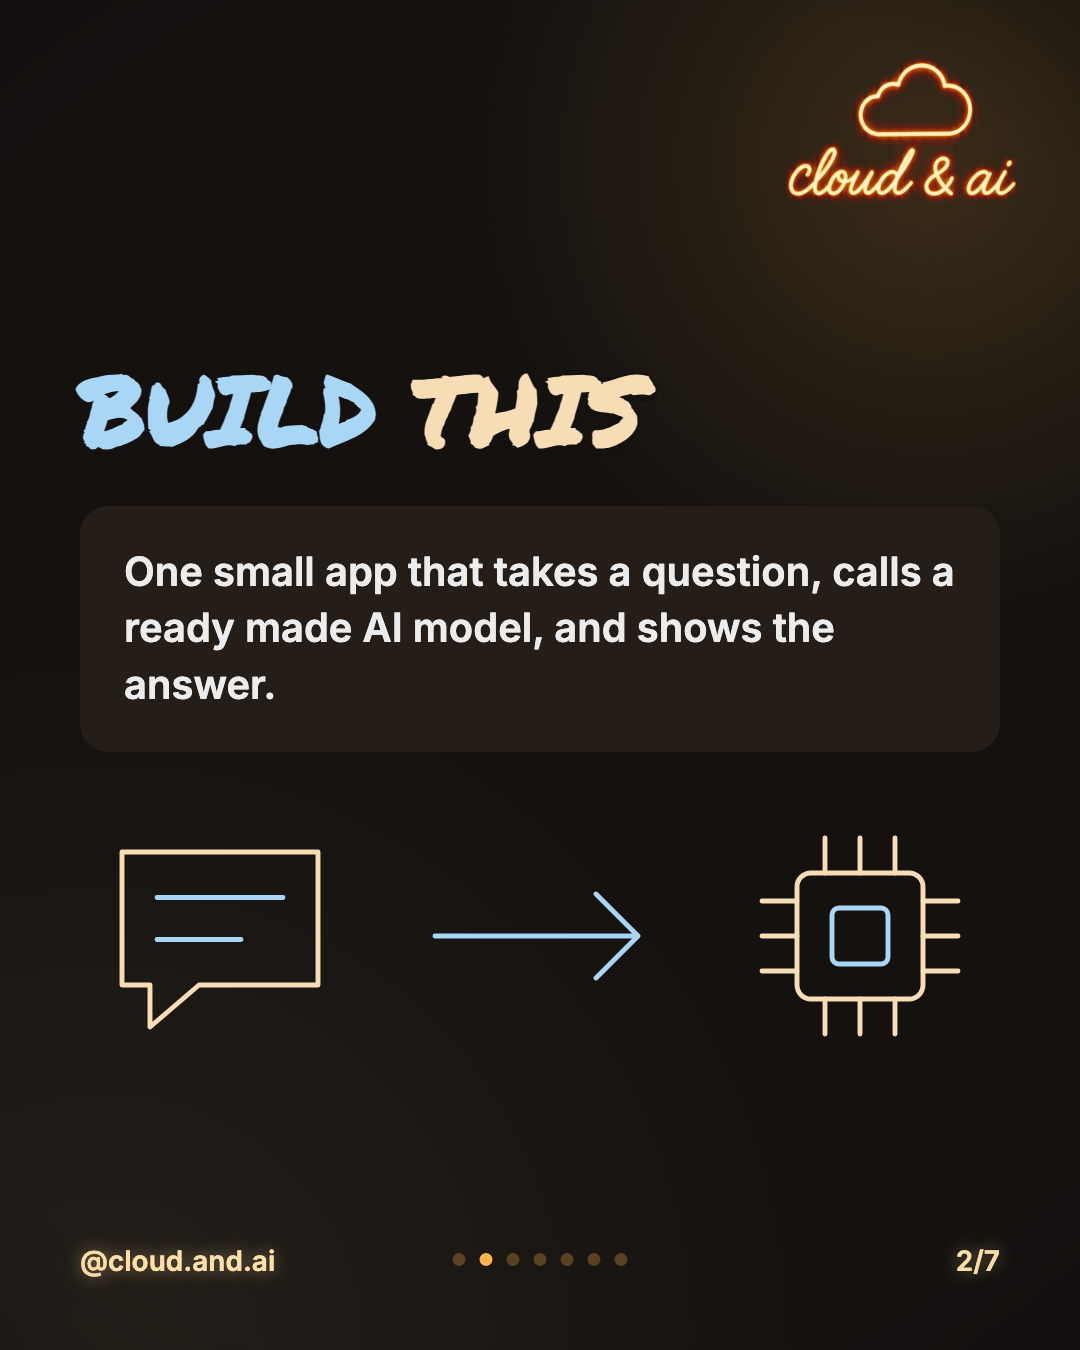 cloud & ai
BUILD THIS
One small app that takes a question, calls a
ready made AI model, and shows the
answer.
@cloud.and.ai
2/7